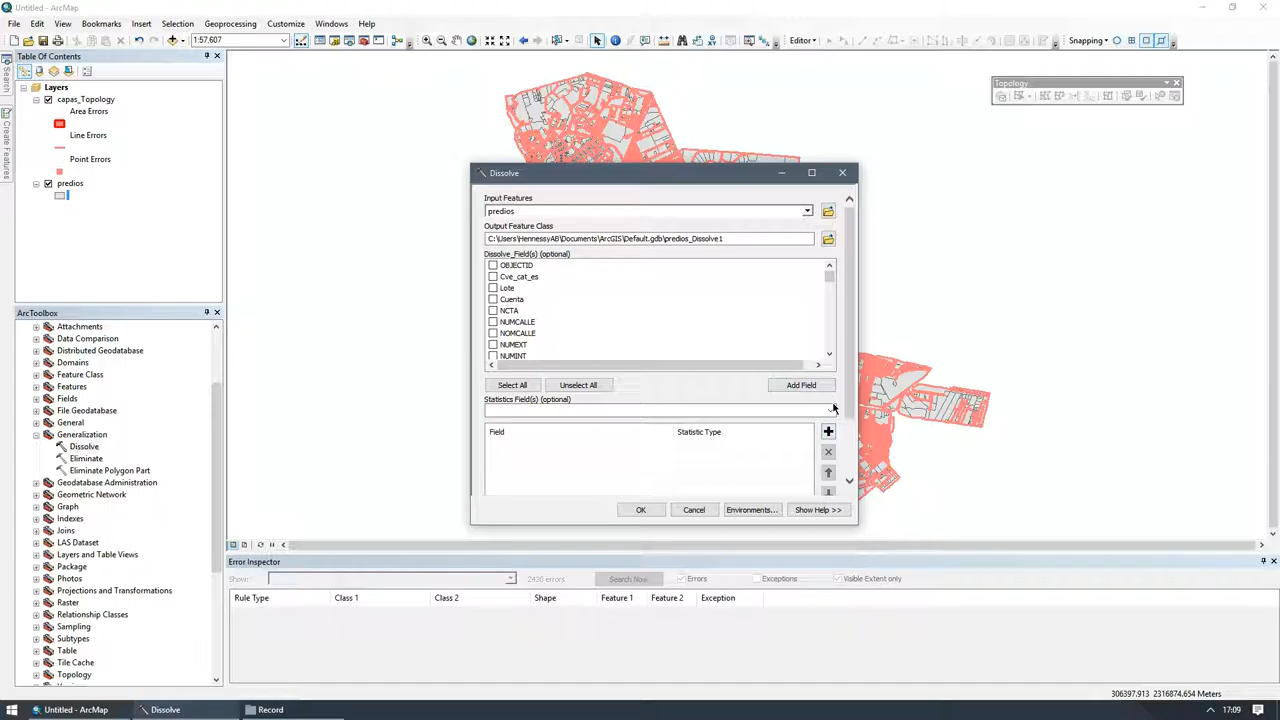 Untitled - ArcMap
File Edit View Bookmarks Insert Selection Geoprocessing Customize Windows Help
1:57,607
Editor
Snapping
Table Of Contents
Layers
capas_Topology
Area Errors
Line Errors
Point Errors
predios
Search
Create Features
Topology
Dissolve
Input Features
predios
Output Feature Class
C:\Users\HennessyAB\Documents\ArcGIS\Default.gdb\predios_Dissolve1
Dissolve_Field(s) (optional)
OBJECTID
Cve_cat_es
Lote
Cuenta
NCTA
NUMCALLE
NOMCALLE
NUMEXT
NUMINT
Select All Unselect All Add Field
Statistics Field(s) (optional)
Field Statistic Type
OK Cancel Environments... Show Help >>
ArcToolbox
Attachments
Data Comparison
Distributed Geodatabase
Domains
Feature Class
Features
Fields
File Geodatabase
General
Generalization
Dissolve
Eliminate
Eliminate Polygon Part
Geodatabase Administration
Geometric Network
Graph
Indexes
Joins
LAS Dataset
Layers and Table Views
Package
Photos
Projections and Transformations
Raster
Relationship Classes
Sampling
Subtypes
Table
Tile Cache
Topology
Error Inspector
Show: 2430 errors Search Now Errors Exceptions Visible Extent only
Rule Type Class 1 Class 2 Shape Feature 1 Feature 2 Exception
306397.913 2316874.654 Meters
Untitled - ArcMap Dissolve Record 17:09